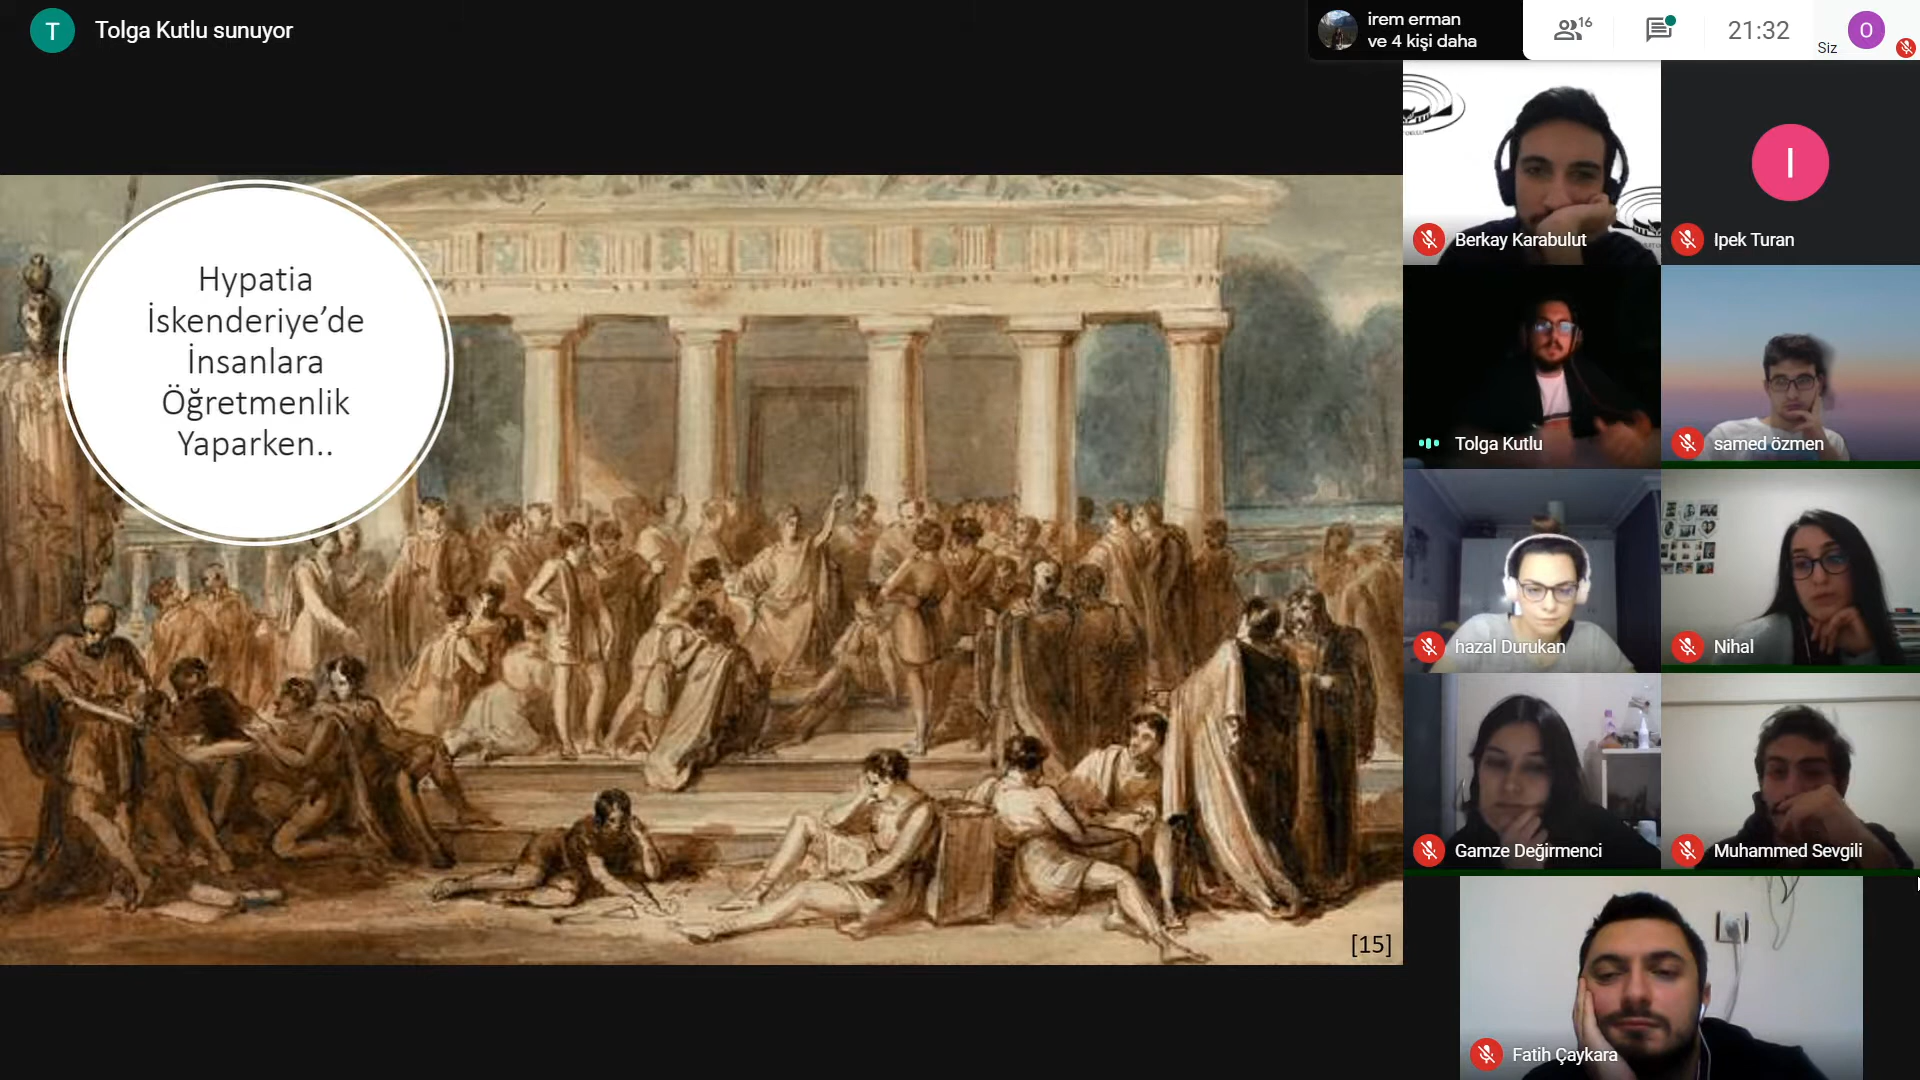 T
Tolga Kutlu sunuyor
irem erman
ve 4 kişi daha
16
21:32
Siz
O
Hypatia
İskenderiye’de
İnsanlara
Öğretmenlik
Yaparken..
[15]
Berkay Karabulut
I
Ipek Turan
Tolga Kutlu
samed özmen
hazal Durukan
Nihal
Gamze Değirmenci
Muhammed Sevgili
Fatih Çaykara